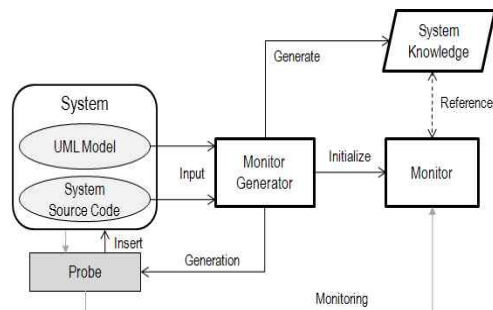 System
Knowledge
Generate
System
Reference
UML Model
Input
Monitor
Generator
Initialize
Monitor
System
Source Code
Insert
Probe
Generation
Monitoring